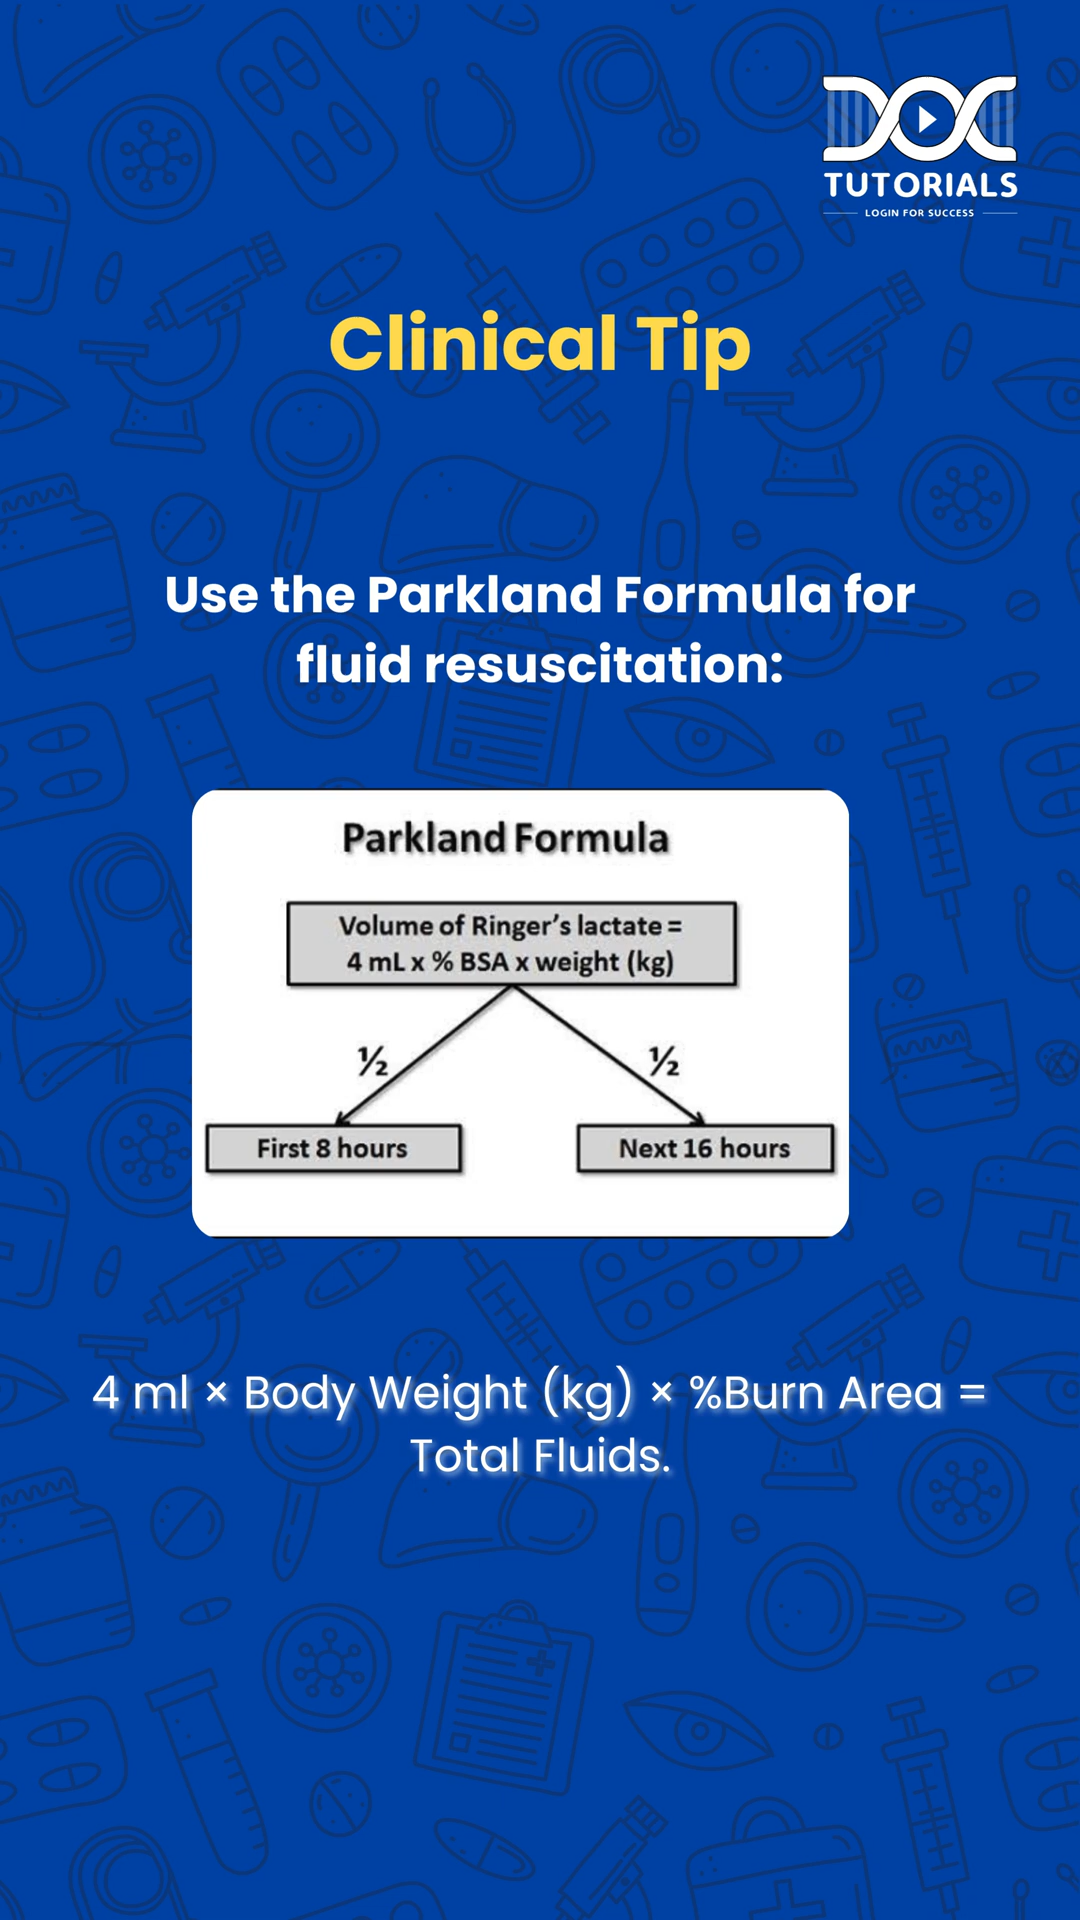 DOC
TUTORIALS
LOGIN FOR SUCCESS
Clinical Tip
Use the Parkland Formula for
fluid resuscitation:
Parkland Formula
Volume of Ringer's lactate =
4 mL x % BSA x weight (kg)
½
½
First 8 hours
Next 16 hours
4 ml × Body Weight (kg) × %Burn Area =
Total Fluids.